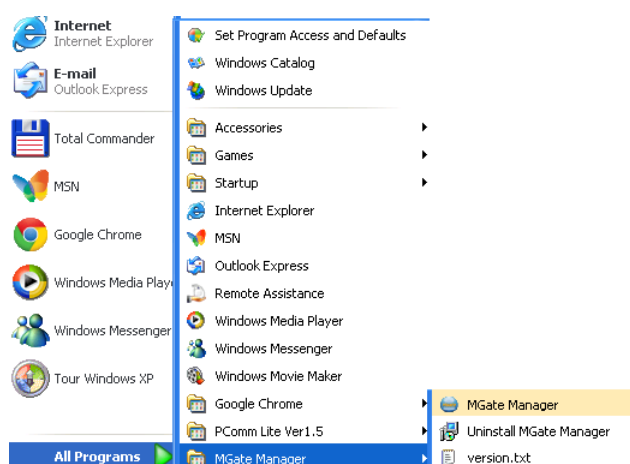 Internet
Internet Explorer
E-mail
Outlook Express
Total Commander
MSN
Google Chrome
Windows Media Play
Windows Messenger
Tour Windows XP
All Programs
Set Program Access and Defaults
Windows Catalog
Windows Update
Accessories
Games
Startup
Internet Explorer
MSN
Outlook Express
Remote Assistance
Windows Media Player
Windows Messenger
Windows Movie Maker
Google Chrome
PComm Lite Ver1.5
MGate Manager
MGate Manager
Uninstall MGate Manager
version.txt